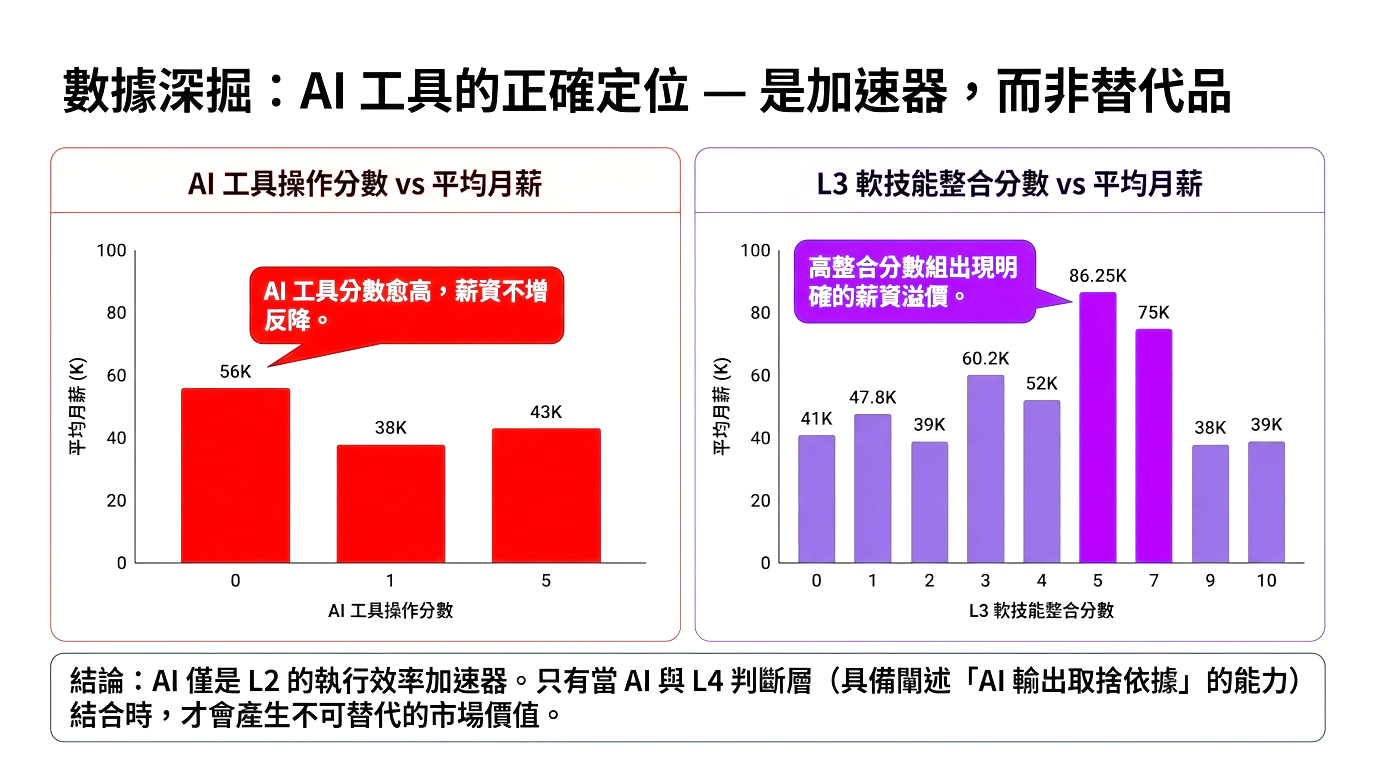 數據深掘：AI 工具的正確定位 — 是加速器，而非替代品
AI 工具操作分數 vs 平均月薪
平均月薪 (K)
100
80
60
40
20
0
AI 工具分數愈高，薪資不增
反降。
56K
38K
43K
0
1
5
AI 工具操作分數
L3 軟技能整合分數 vs 平均月薪
平均月薪 (K)
100
80
60
40
20
0
高整合分數組出現明
確的薪資溢價。
41K
47.8K
39K
60.2K
52K
86.25K
75K
38K
39K
0
1
2
3
4
5
7
9
10
L3 軟技能整合分數
結論：AI 僅是 L2 的執行效率加速器。只有當 AI 與 L4 判斷層（具備闡述「AI 輸出取捨依據」的能力）
結合時，才會產生不可替代的市場價值。